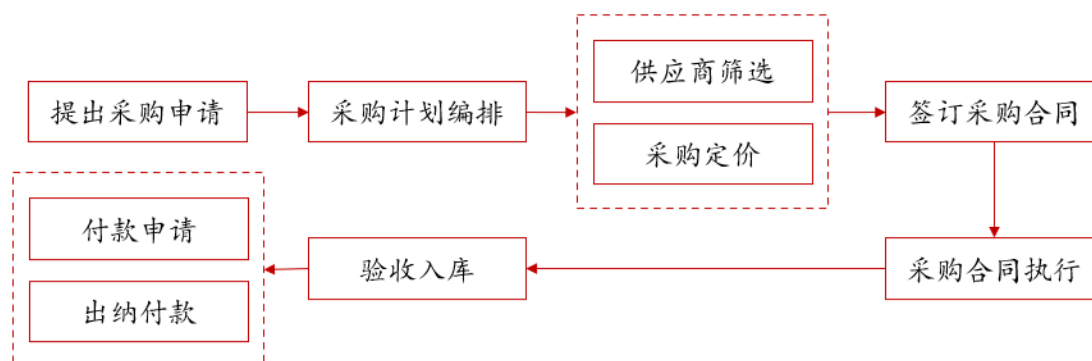 提出采购申请
采购计划编排
供应商筛选
采购定价
签订采购合同
采购合同执行
验收入库
付款申请
出纳付款